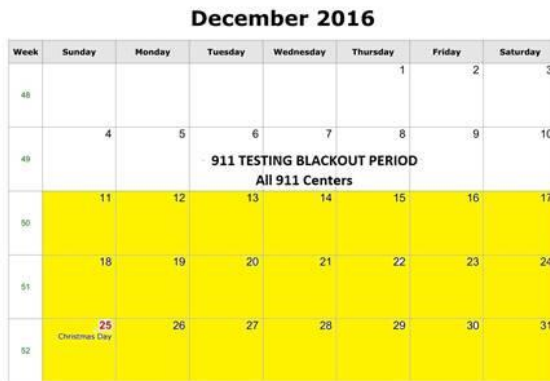 December 2016
Week Sunday Monday Tuesday Wednesday Thursday Friday Saturday
1 2 3
48
4 5 6 7 8 9 10
49
911 TESTING BLACKOUT PERIOD
All 911 Centers
11 12 13 14 15 16 17
50
18 19 20 21 22 23 24
51
25 26 27 28 29 30 31
Christmas Day
52